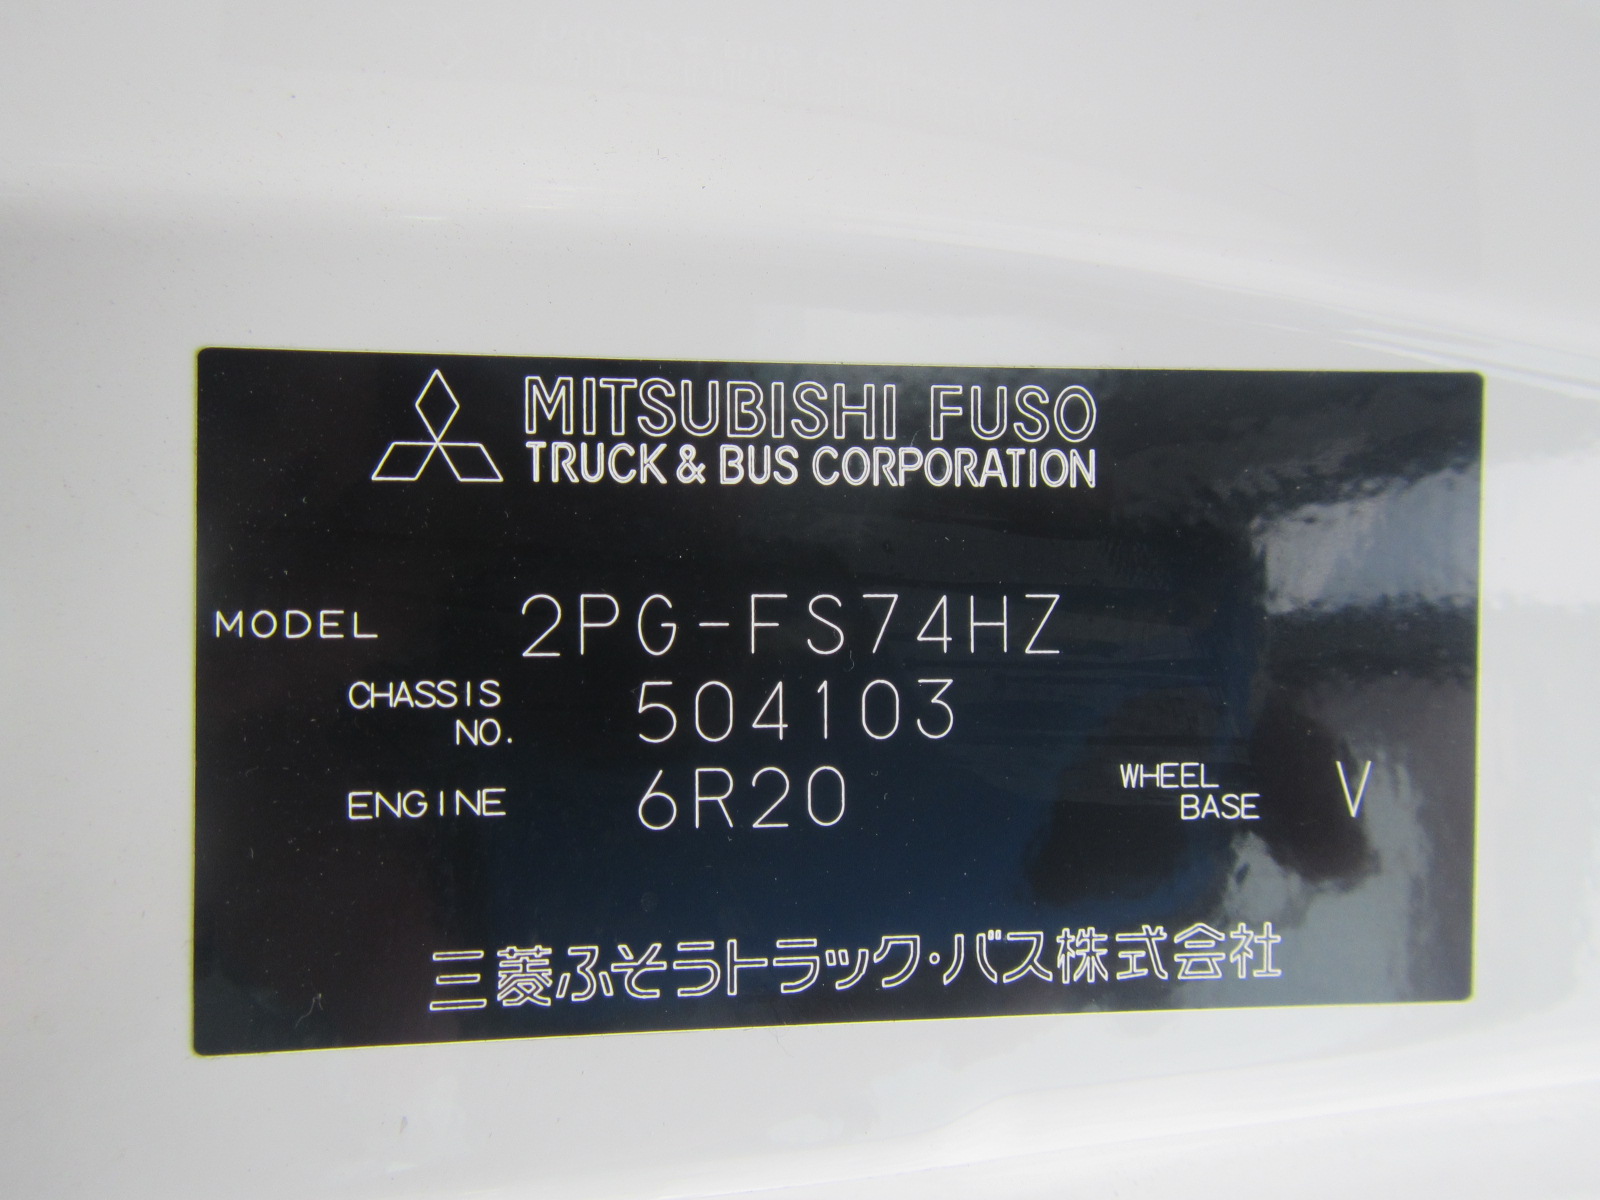 MITSUBISHI FUSO
TRUCK & BUS CORPORATION
MODEL 2PG-FS74HZ
CHASSIS NO. 504103
ENGINE 6R20 WHEEL BASE V
三菱ふそうトラック・バス株式会社